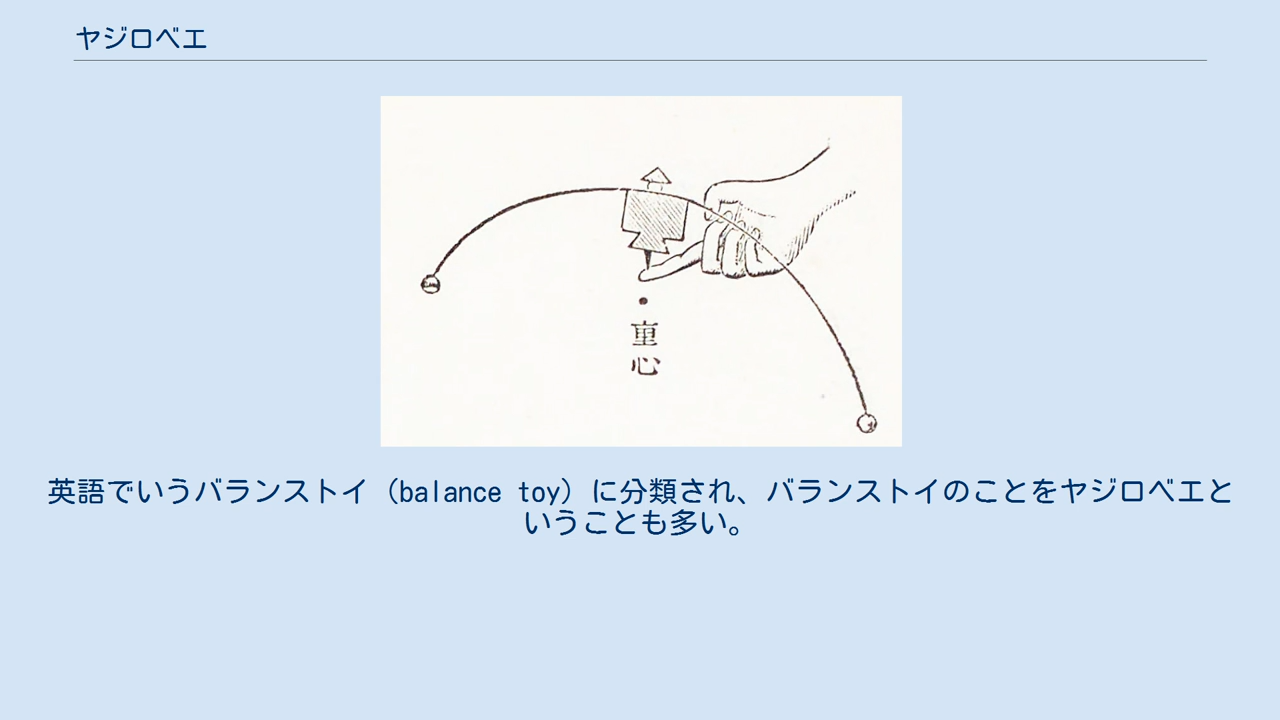 ヤジロベエ
重心
英語でいうバランストイ（balance toy）に分類され、バランストイのことをヤジロベエと
いうことも多い。